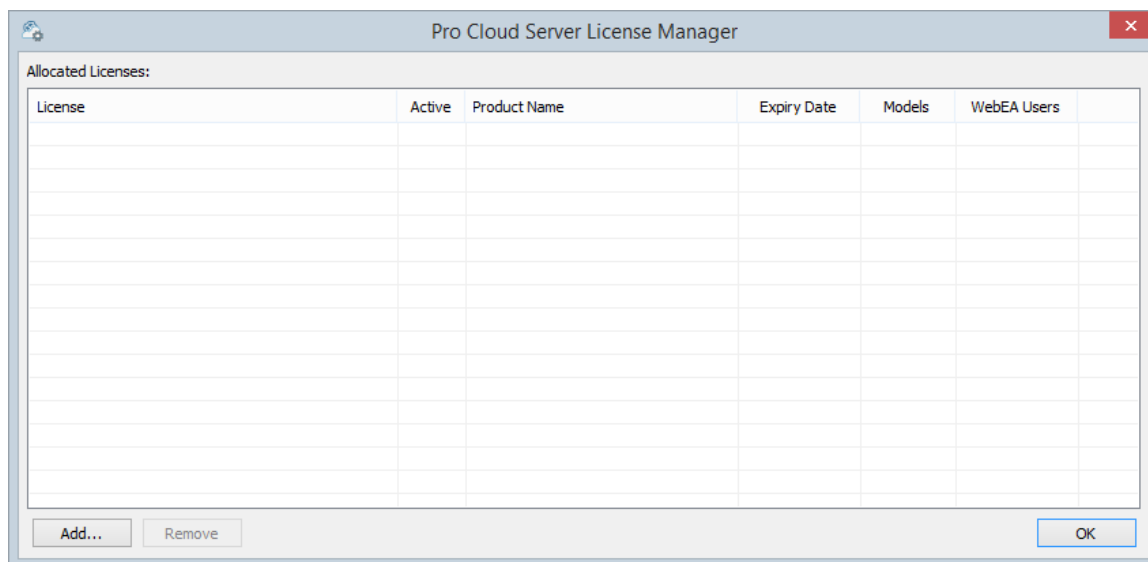 Pro Cloud Server License Manager
Allocated Licenses:
License Active Product Name Expiry Date Models WebEA Users
Add... Remove OK